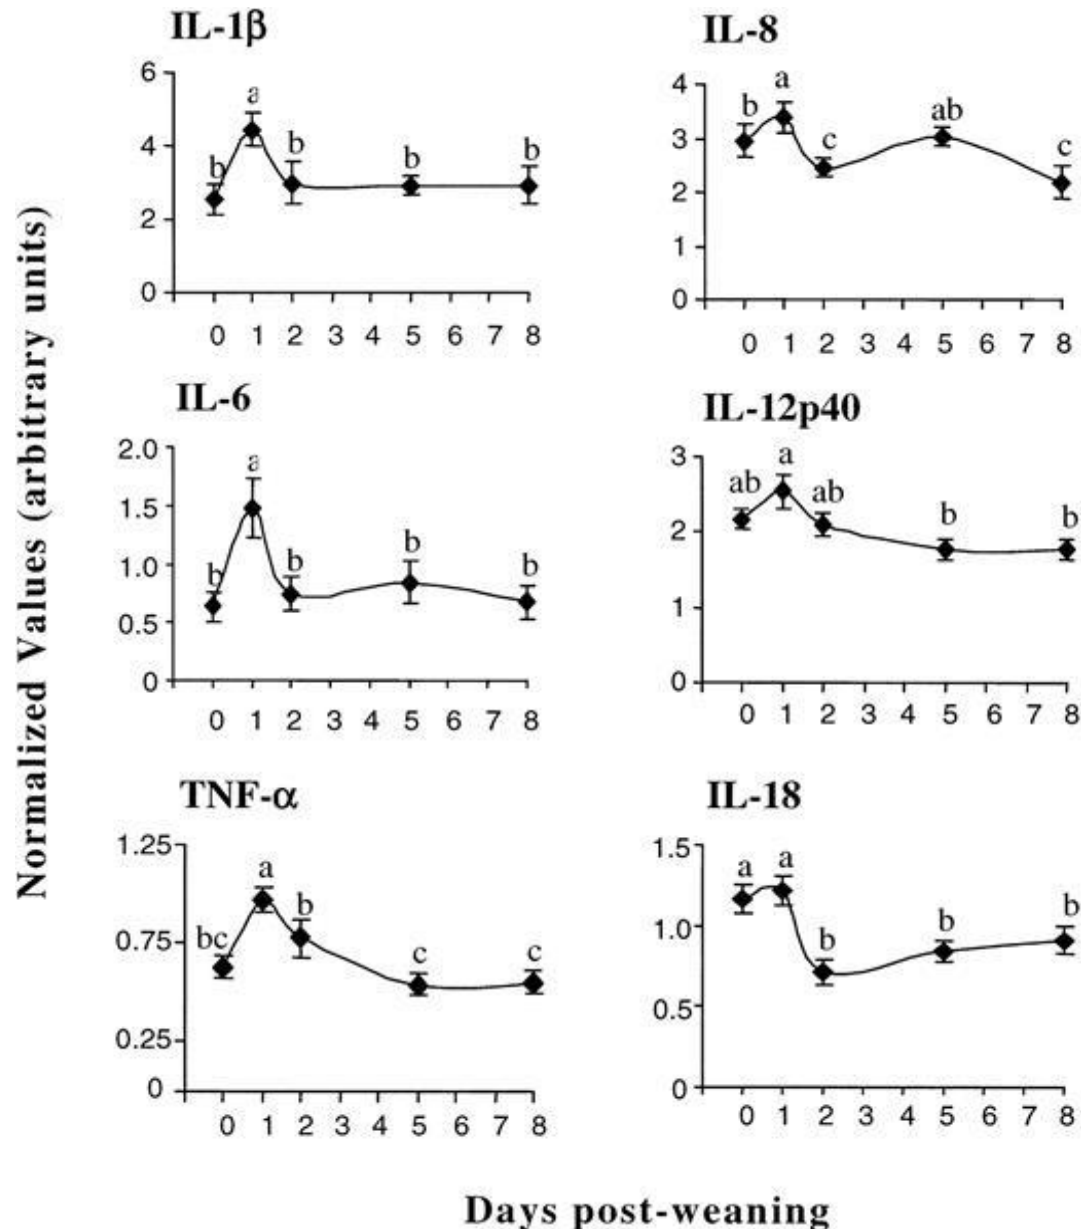 IL-1β
6
4
2
0
a
b
b
b
b
0 1 2 3 4 5 6 7 8
IL-8
4
3
2
1
0
b
a
c
ab
c
0 1 2 3 4 5 6 7 8
IL-6
2.0
1.5
1.0
0.5
0
a
b
b
b
b
0 1 2 3 4 5 6 7 8
IL-12p40
3
2
1
0
ab
a
ab
b
b
0 1 2 3 4 5 6 7 8
TNF-α
1.25
0.75
0.25
0
bc
a
b
c
c
0 1 2 3 4 5 6 7 8
IL-18
1.5
1.0
0.5
0
a
a
b
b
b
0 1 2 3 4 5 6 7 8
Normalized Values (arbitrary units)
Days post-weaning